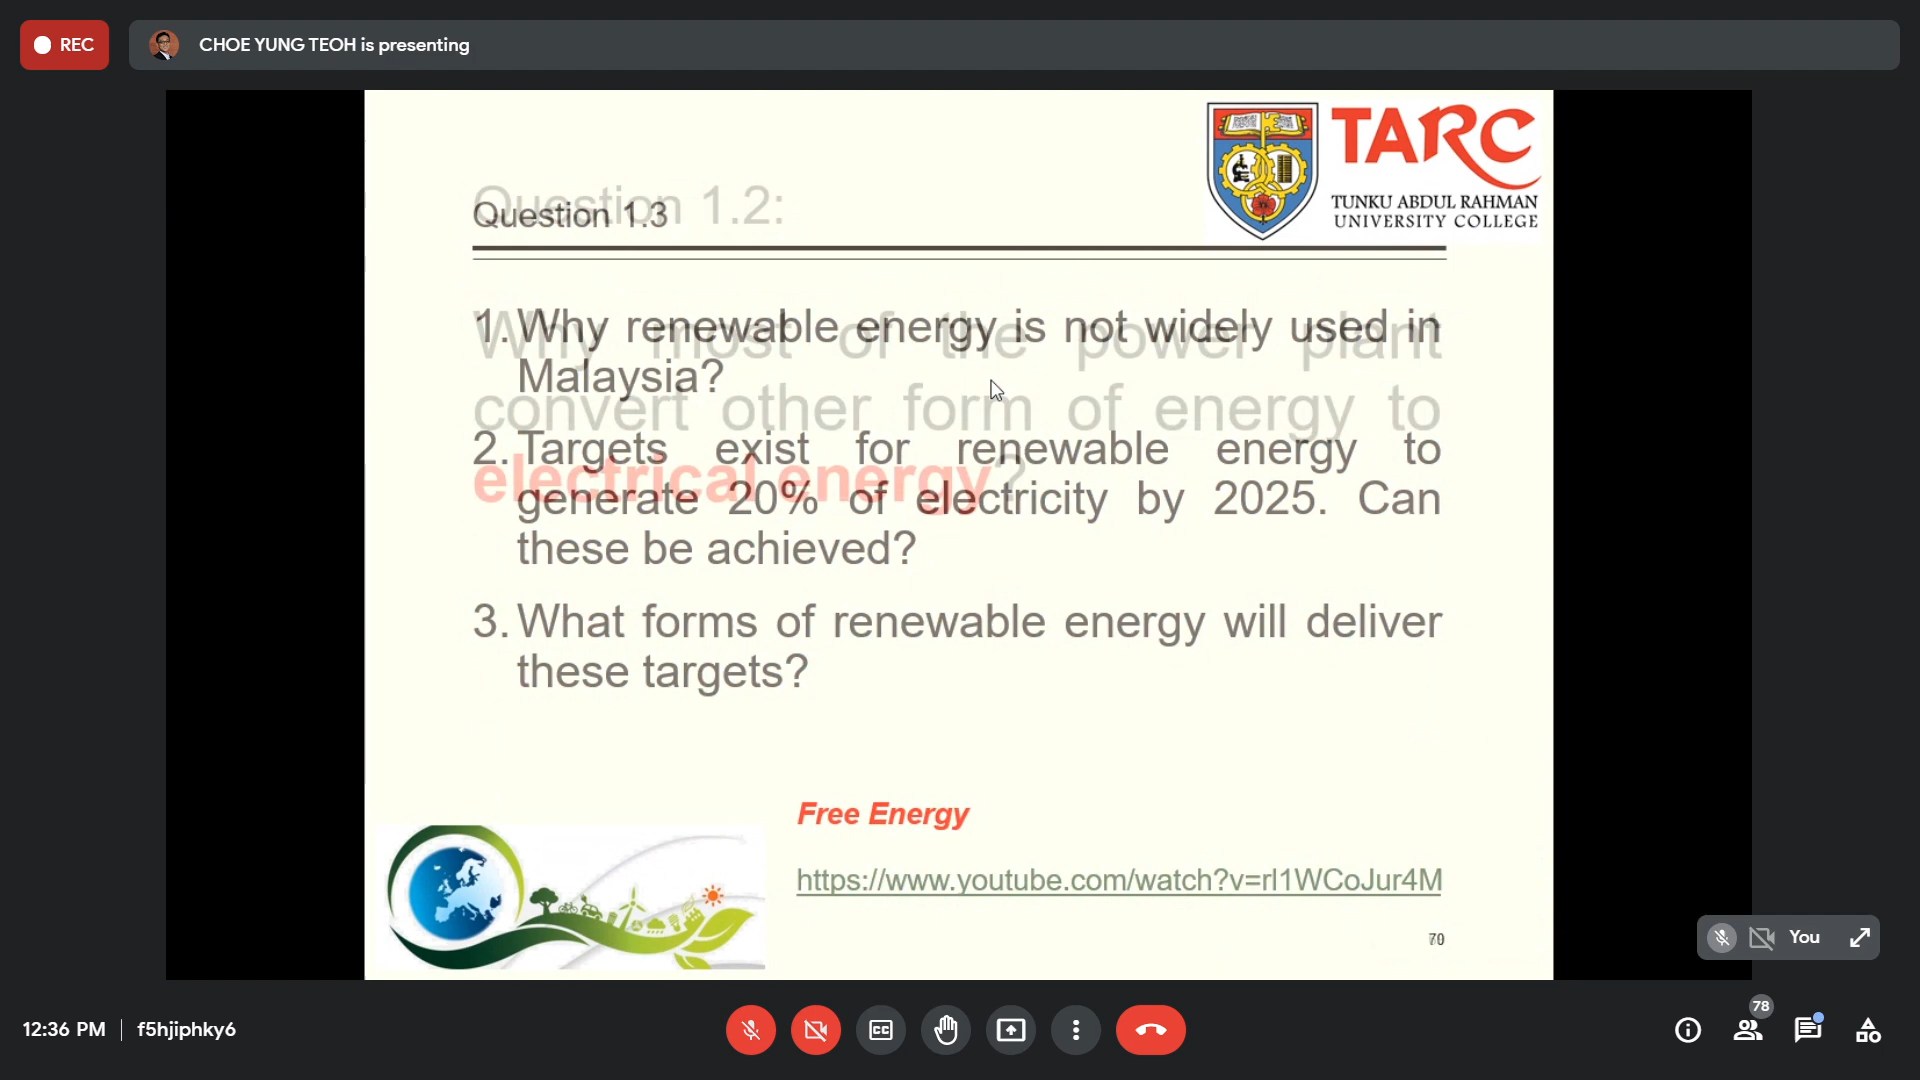 REC
CHOE YUNG TEOH is presenting
TARC
TUNKU ABDUL RAHMAN
UNIVERSITY COLLEGE
Question 1.2:
Question 1.3
1. Why renewable energy is not widely used in
Malaysia?
Why most of the power plant
convert other form of energy to
electrical energy?
2. Targets exist for renewable energy to
generate 20% of electricity by 2025. Can
these be achieved?
3. What forms of renewable energy will deliver
these targets?
Free Energy
https://www.youtube.com/watch?v=rl1WCoJur4M
70
You
12:36 PM | f5hjiphky6
CC
78